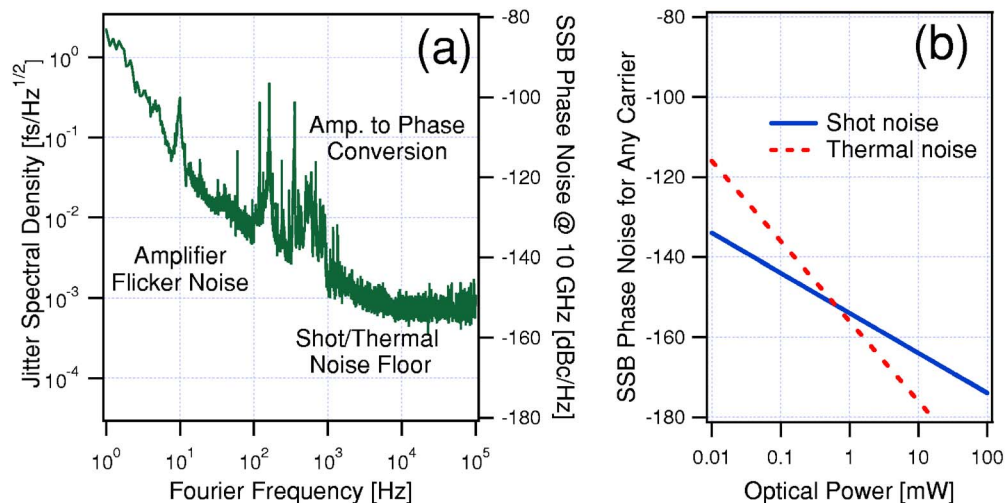 (a)
Jitter Spectral Density [fs/Hz^1/2]
10^0
10^-1
10^-2
10^-3
10^-4
Amp. to Phase
Conversion
Amplifier
Flicker Noise
Shot/Thermal
Noise Floor
-80
-100
-120
-140
-160
-180
SSB Phase Noise @ 10 GHz [dBc/Hz]
10^0 10^1 10^2 10^3 10^4 10^5
Fourier Frequency [Hz]
(b)
SSB Phase Noise for Any Carrier
-80
-100
-120
-140
-160
-180
Shot noise
Thermal noise
0.01 0.1 1 10 100
Optical Power [mW]